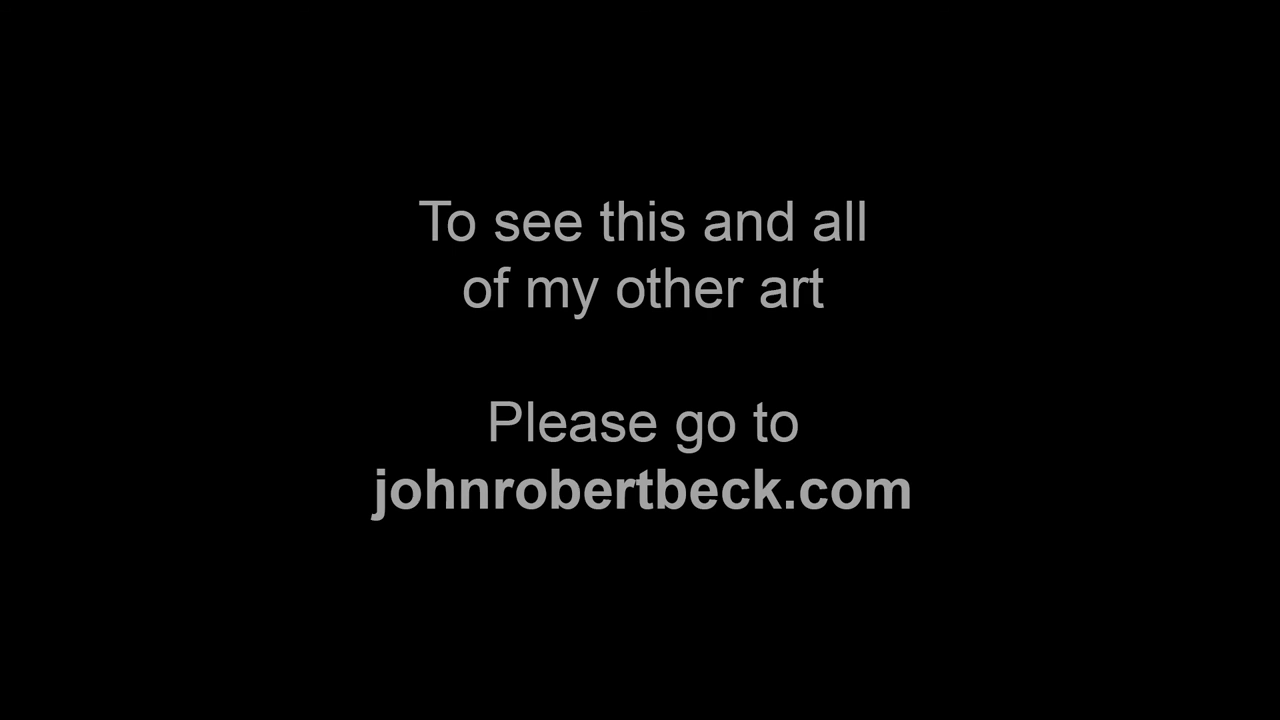 To see this and all
of my other art
Please go to
johnrobertbeck.com